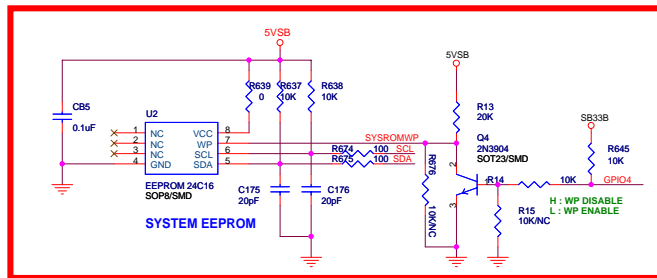 5VSB
5VSB
SB33B
R639
0
R637
10K
R638
10K
R13
20K
CB5
0.1uF
U2
1
2
3
4
NC
NC
NC
GND
VCC
WP
SCL
SDA
8
7
6
5
SYSROMWP
R674
100
SCL
R675
100
SDA
Q4
2N3904
SOT23/SMD
R645
10K
EEPROM 24C16
SOP8/SMD
C175
20pF
C176
20pF
R676
10K/NC
2
1
3
R14
10K
GPIO4
R15
10K/NC
H : WP DISABLE
L : WP ENABLE
SYSTEM EEPROM